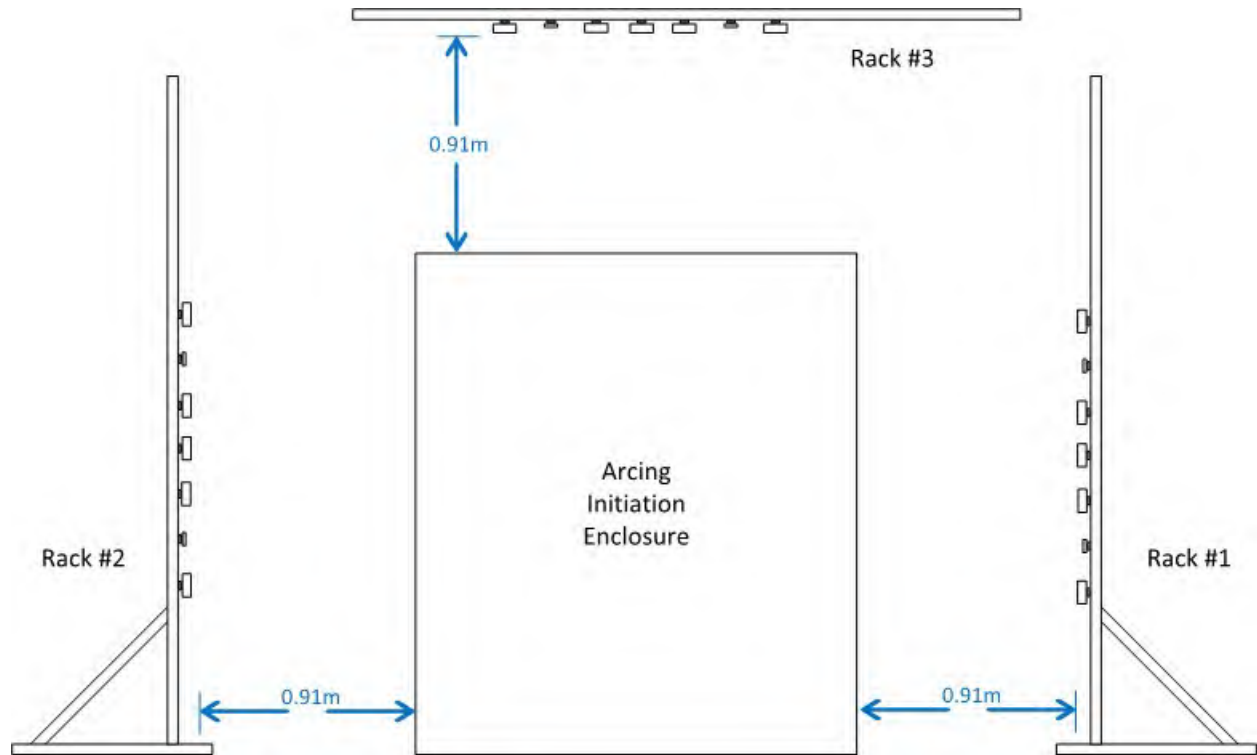 Rack #3
0.91m
Arcing
Initiation
Enclosure
Rack #2
Rack #1
0.91m
0.91m